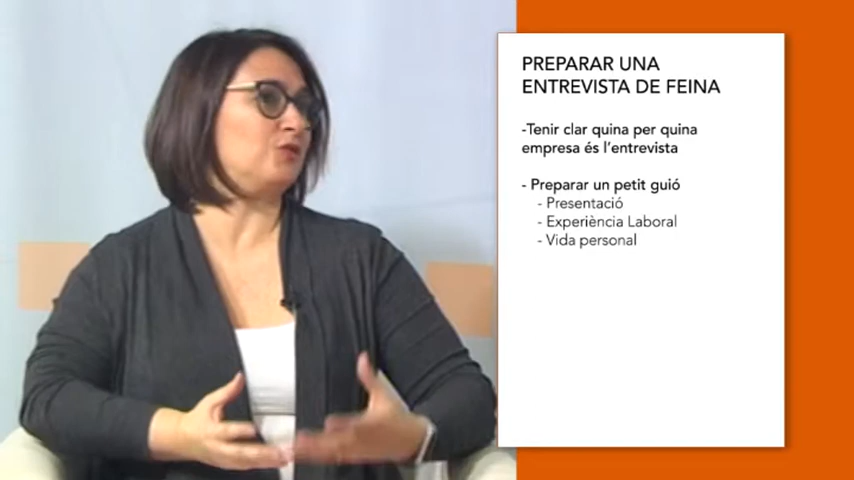 PREPARAR UNA
ENTREVISTA DE FEINA
-Tenir clar quina per quina
empresa és l'entrevista
- Preparar un petit guió
- Presentació
- Experiència Laboral
- Vida personal